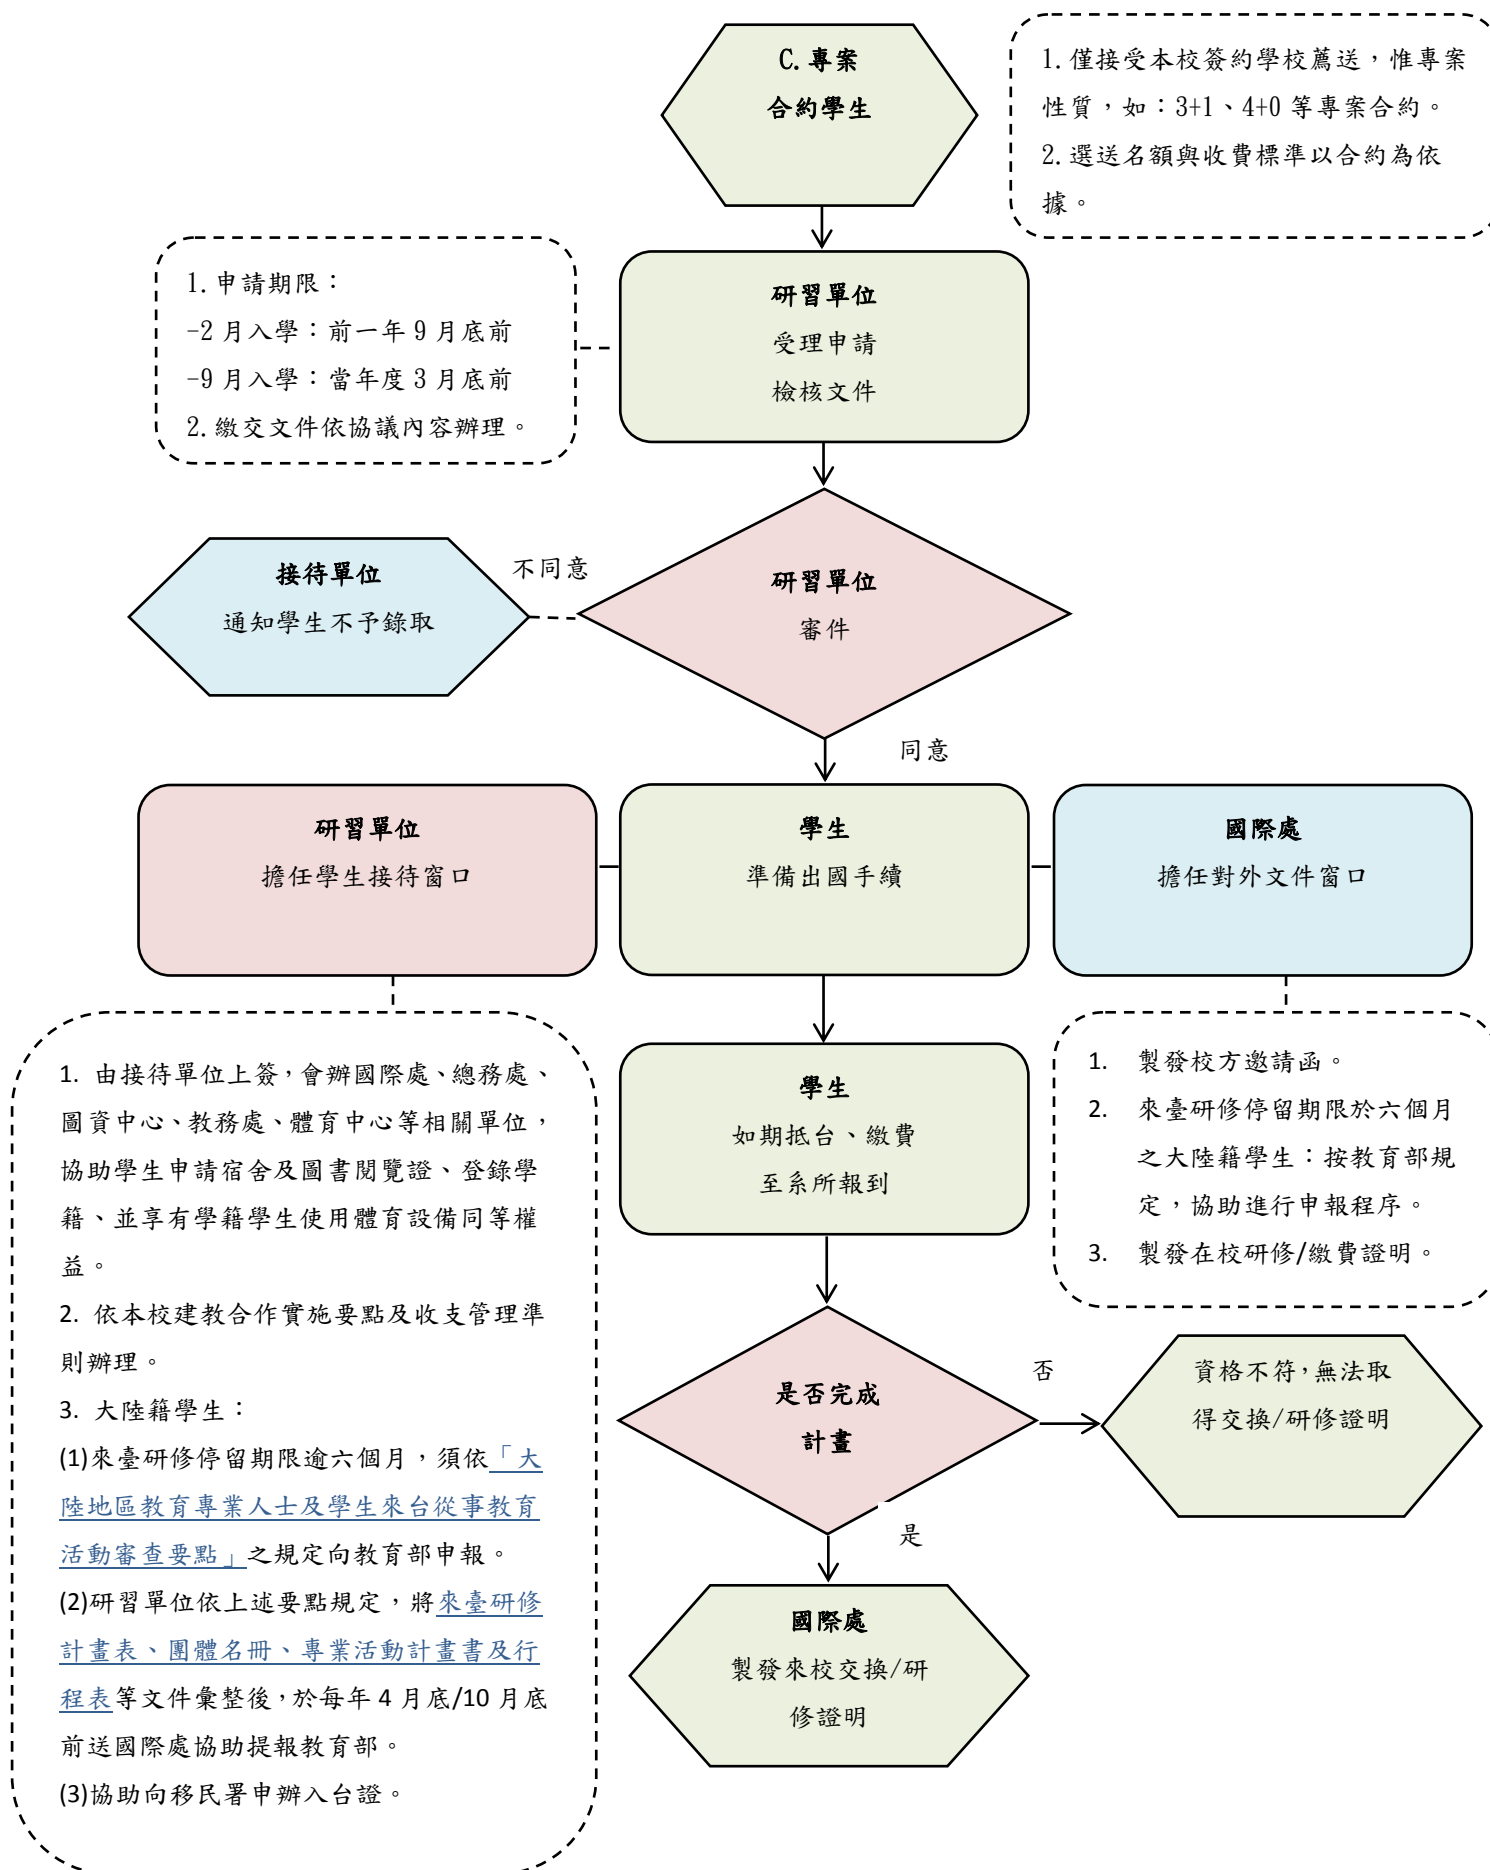 C.專案
合約學生
1.僅接受本校簽約學校薦送，惟專案
性質，如：3+1、4+0 等專案合約。
2.選送名額與收費標準以合約為依
據。
1.申請期限：
-2 月入學：前一年 9 月底前
-9 月入學：當年度 3 月底前
2.繳交文件依協議內容辦理。
研習單位
受理申請
檢核文件
接待單位
通知學生不予錄取
不同意
研習單位
審件
同意
研習單位
擔任學生接待窗口
學生
準備出國手續
國際處
擔任對外文件窗口
1. 由接待單位上簽，會辦國際處、總務處、
圖資中心、教務處、體育中心等相關單位，
協助學生申請宿舍及圖書閱覽證、登錄學
籍、並享有學籍學生使用體育設備同等權
益。
2. 依本校建教合作實施要點及收支管理準
則辦理。
3. 大陸籍學生：
(1)來臺研修停留期限逾六個月，須依「大
陸地區教育專業人士及學生來台從事教育
活動審查要點」之規定向教育部申報。
(2)研習單位依上述要點規定，將來臺研修
計畫表、團體名冊、專業活動計畫書及行
程表等文件彙整後，於每年 4 月底/10 月底
前送國際處協助提報教育部。
(3)協助向移民署申辦入台證。
學生
如期抵台、繳費
至系所報到
1. 製發校方邀請函。
2. 來臺研修停留期限於六個月
之大陸籍學生：按教育部規
定，協助進行申報程序。
3. 製發在校研修/繳費證明。
是否完成
計畫
否
資格不符，無法取
得交換/研修證明
是
國際處
製發來校交換/研
修證明